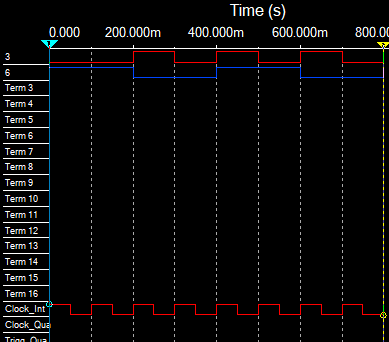 Time (s)
0.000 200.000m 400.000m 600.000m 800.00
3
6
Term 3
Term 4
Term 5
Term 6
Term 7
Term 8
Term 9
Term 10
Term 11
Term 12
Term 13
Term 14
Term 15
Term 16
Clock_Int
Clock_Qua
Trigg_Qua